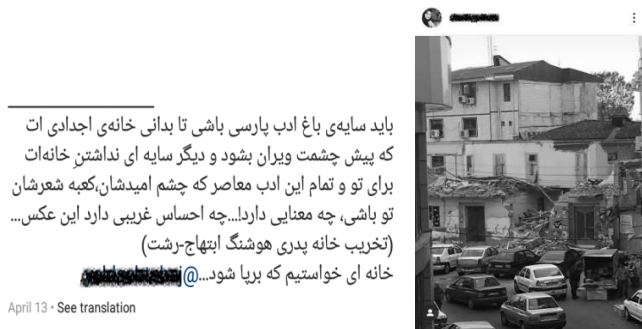 باید سایه‌ی باغ ادب پارسی باشی تا بدانی خانه‌ی اجدادی ات
که پیش چشمت ویران بشود و دیگر سایه ای نداشتنِ خانه‌ات
برای تو و تمام این ادب معاصر که چشم امیدشان،کعبه شعرشان
تو باشی، چه معنایی دارد!...چه احساس غریبی دارد این عکس...
(تخریب خانه پدری هوشنگ ابتهاج-رشت)
خانه ای خواستیم که برپا شود...@
April 13 • See translation